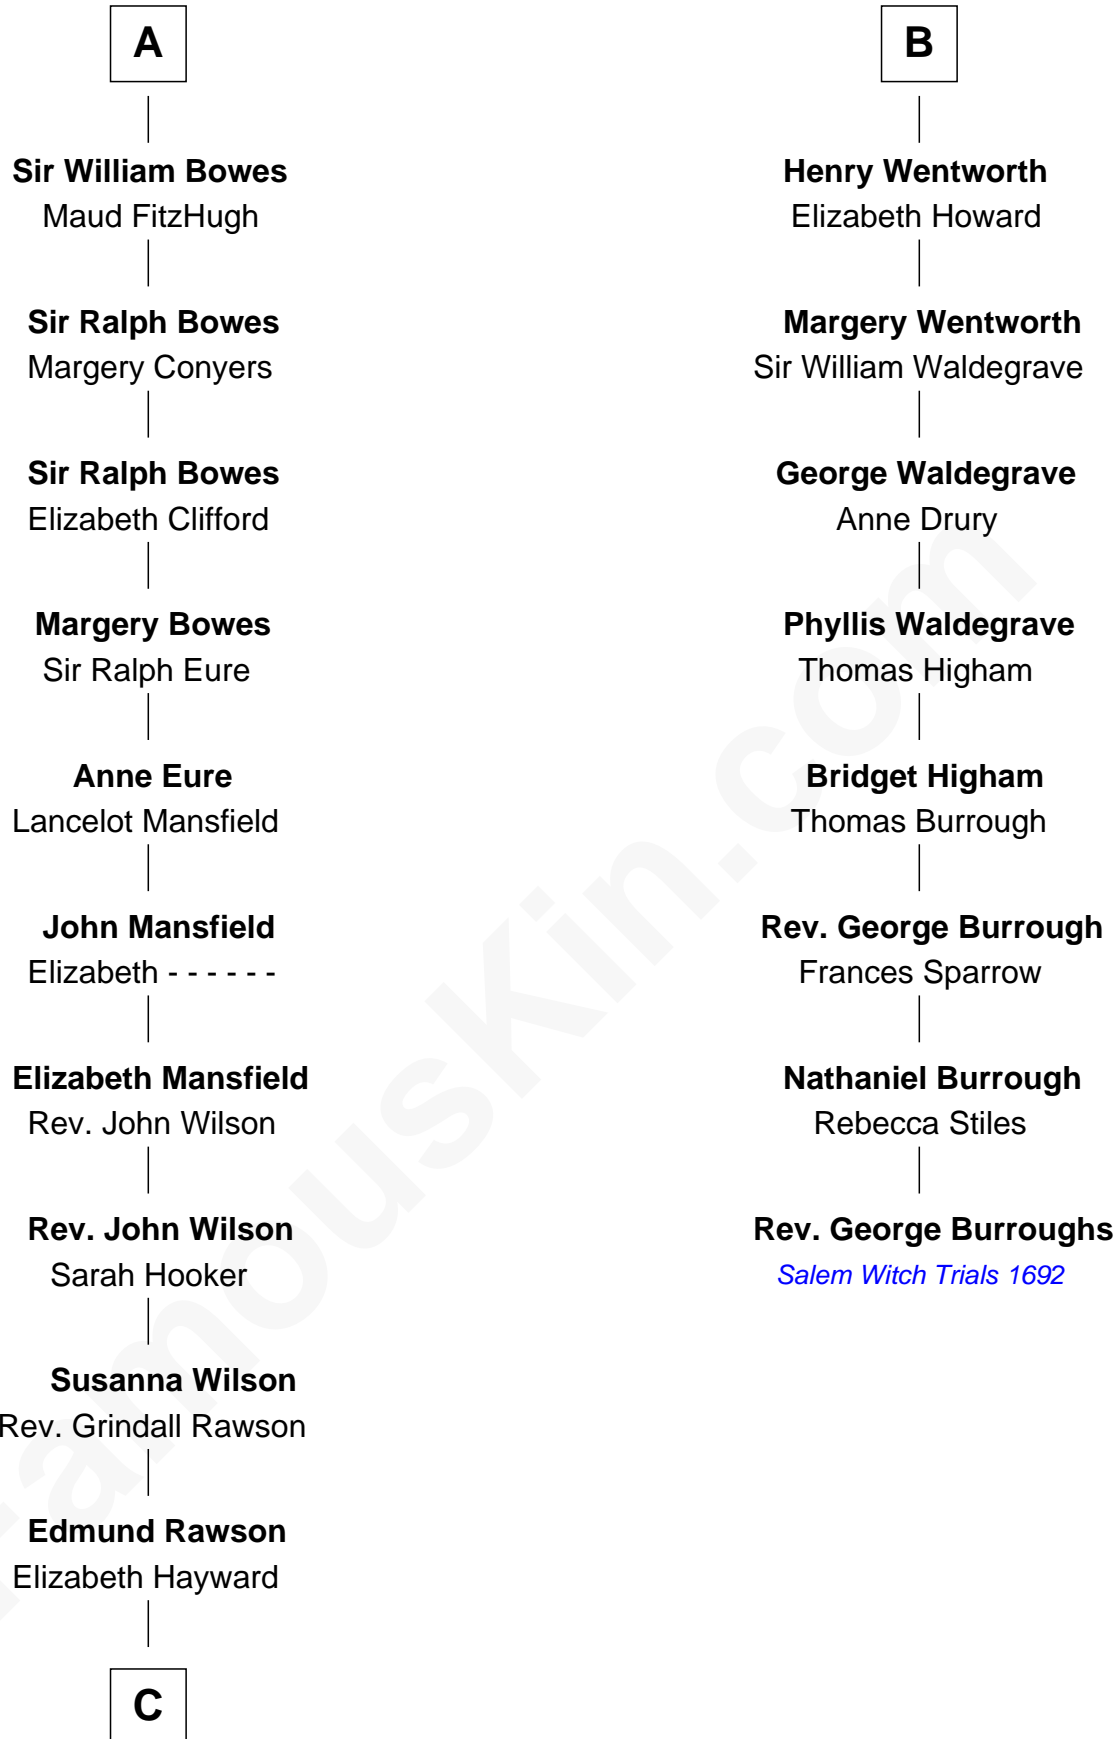 A
Sir William Bowes
Maud FitzHugh
Sir Ralph Bowes
Margery Conyers
Sir Ralph Bowes
Elizabeth Clifford
Margery Bowes
Sir Ralph Eure
Anne Eure
Lancelot Mansfield
John Mansfield
Elizabeth - - - - - -
Elizabeth Mansfield
Rev. John Wilson
Rev. John Wilson
Sarah Hooker
Susanna Wilson
Rev. Grindall Rawson
Edmund Rawson
Elizabeth Hayward
C
B
Henry Wentworth
Elizabeth Howard
Margery Wentworth
Sir William Waldegrave
George Waldegrave
Anne Drury
Phyllis Waldegrave
Thomas Higham
Bridget Higham
Thomas Burrough
Rev. George Burrough
Frances Sparrow
Nathaniel Burrough
Rebecca Stiles
Rev. George Burroughs
Salem Witch Trials 1692
FamousKin.com